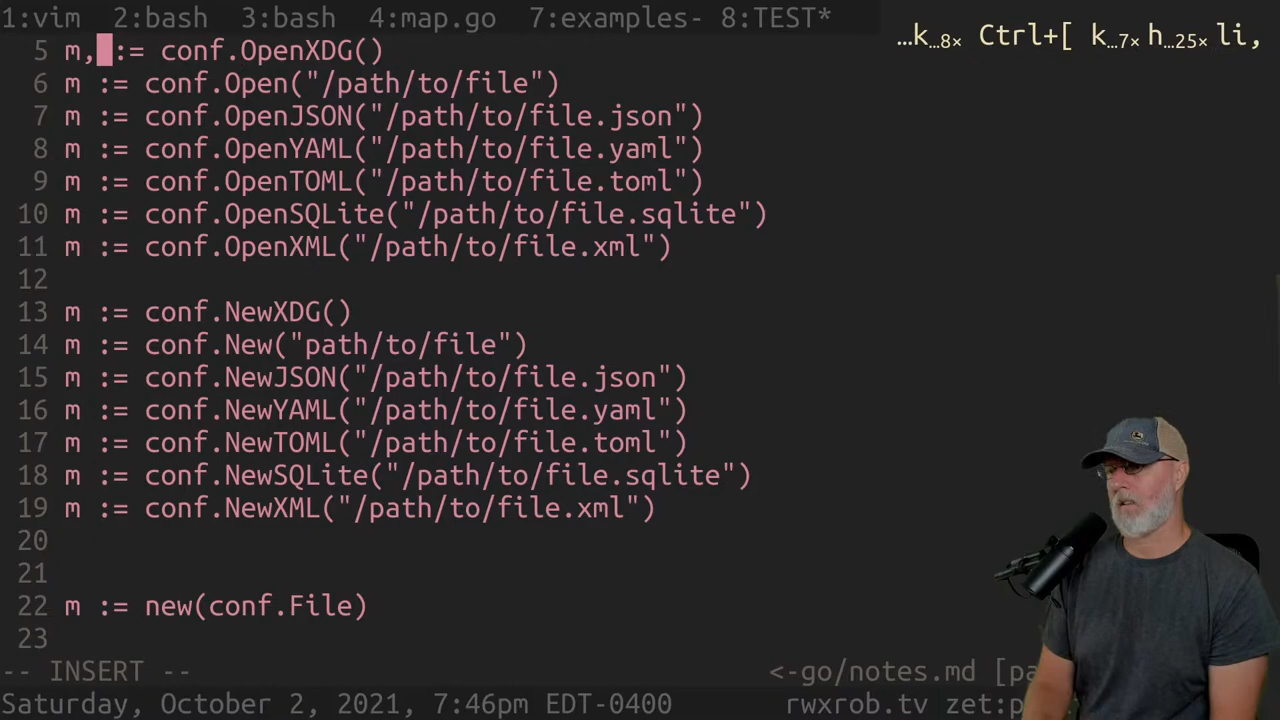 1:vim 2:bash 3:bash 4:map.go 7:examples- 8:TEST*
…k…8× Ctrl+[ k…7×h…25×li,
5 m, := conf.OpenXDG()
6 m := conf.Open("/path/to/file")
7 m := conf.OpenJSON("/path/to/file.json")
8 m := conf.OpenYAML("/path/to/file.yaml")
9 m := conf.OpenTOML("/path/to/file.toml")
10 m := conf.OpenSQLite("/path/to/file.sqlite")
11 m := conf.OpenXML("/path/to/file.xml")
12
13 m := conf.NewXDG()
14 m := conf.New("path/to/file")
15 m := conf.NewJSON("/path/to/file.json")
16 m := conf.NewYAML("/path/to/file.yaml")
17 m := conf.NewTOML("/path/to/file.toml")
18 m := conf.NewSQLite("/path/to/file.sqlite")
19 m := conf.NewXML("/path/to/file.xml")
20
21
22 m := new(conf.File)
23
-- INSERT -- <-go/notes.md [pa
Saturday, October 2, 2021, 7:46pm EDT-0400 rwxrob.tv zet:p